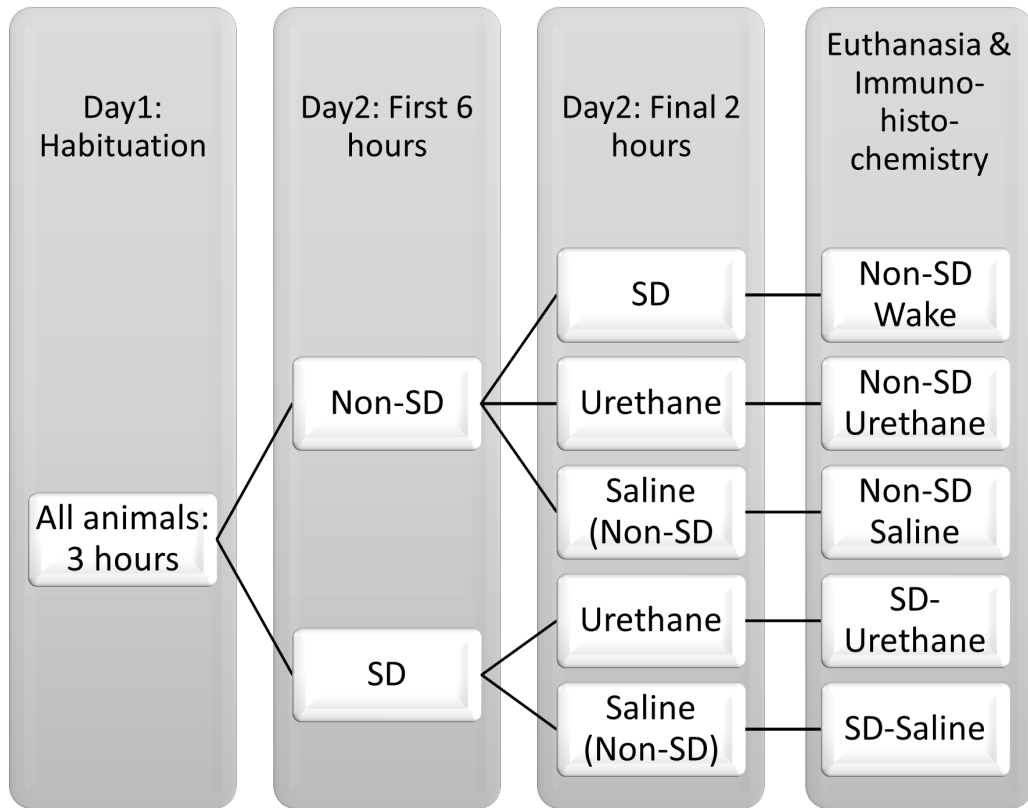 Day1:
Habituation
All animals:
3 hours
Day2: First 6
hours
Non-SD
SD
Day2: Final 2
hours
SD
Urethane
Saline
(Non-SD
Urethane
Saline
(Non-SD)
Euthanasia &
Immuno-
histo-
chemistry
Non-SD
Wake
Non-SD
Urethane
Non-SD
Saline
SD-
Urethane
SD-Saline